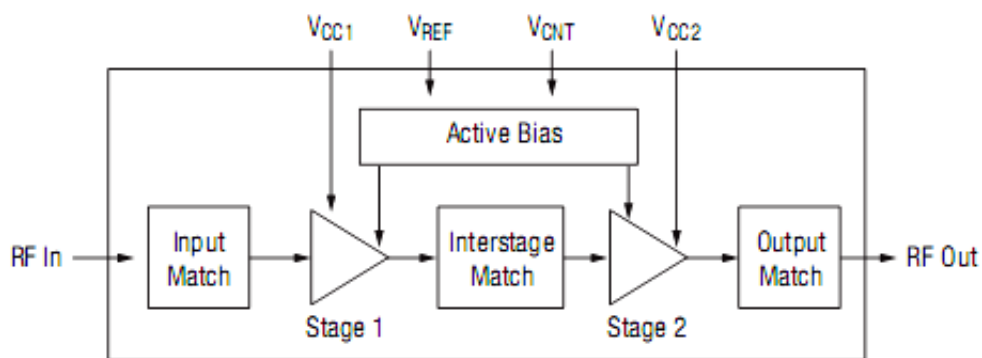 VCC1
VREF
VCNT
VCC2
Active Bias
RF In
Input
Match
Stage 1
Interstage
Match
Stage 2
Output
Match
RF Out